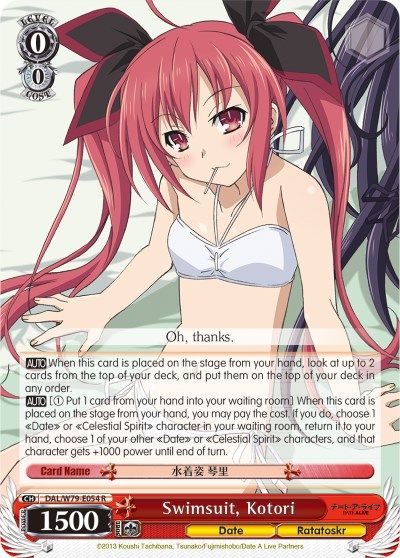 LEVEL
0
0
COST
Oh, thanks.
AUTO When this card is placed on the stage from your hand, look at up to 2
cards from the top of your deck, and put them on the top of your deck in
any order.
AUTO [① Put 1 card from your hand into your waiting room] When this card is
placed on the stage from your hand, you may pay the cost. If you do, choose 1
«Date» or «Celestial Spirit» character in your waiting room, return it to your
hand, choose 1 of your other «Date» or «Celestial Spirit» characters, and that
character gets +1000 power until end of turn.
Card Name 水着姿 琴里
CH DAL/W79-E054 R
POWER 1500 Swimsuit, Kotori デート・ア・ライブ
DATE A LIVE
Date Ratatoskr
©2013 Koushi Tachibana, Tsunako/Fujimishobo/Date A Live Partners